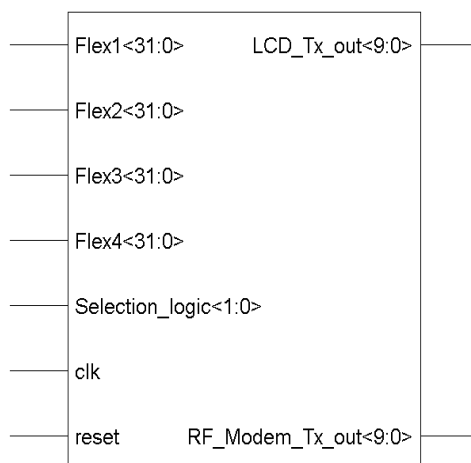 Flex1<31:0> LCD_Tx_out<9:0>
Flex2<31:0>
Flex3<31:0>
Flex4<31:0>
Selection_logic<1:0>
clk
reset RF_Modem_Tx_out<9:0>